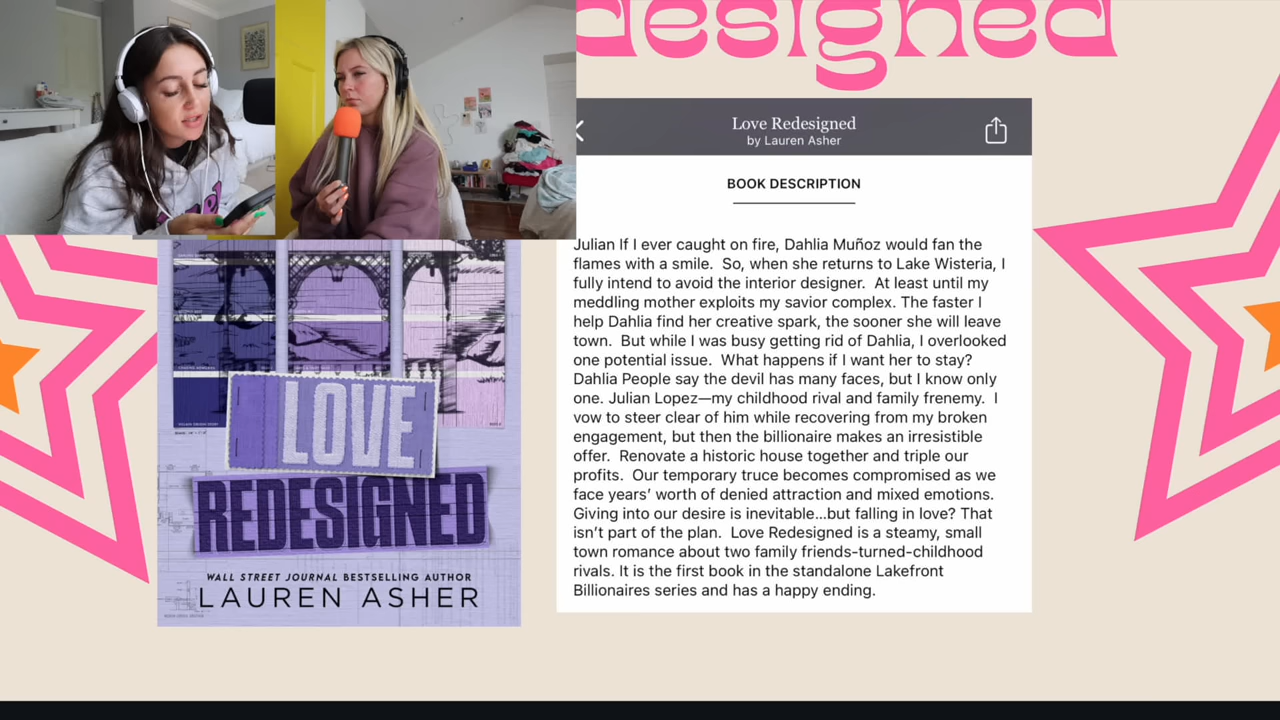 designed
Love Redesigned
by Lauren Asher
BOOK DESCRIPTION
Julian If I ever caught on fire, Dahlia Muñoz would fan the
flames with a smile.  So, when she returns to Lake Wisteria, I
fully intend to avoid the interior designer.  At least until my
meddling mother exploits my savior complex. The faster I
help Dahlia find her creative spark, the sooner she will leave
town.  But while I was busy getting rid of Dahlia, I overlooked
one potential issue.  What happens if I want her to stay?
Dahlia People say the devil has many faces, but I know only
one. Julian Lopez—my childhood rival and family frenemy.  I
vow to steer clear of him while recovering from my broken
engagement, but then the billionaire makes an irresistible
offer.  Renovate a historic house together and triple our
profits.  Our temporary truce becomes compromised as we
face years’ worth of denied attraction and mixed emotions.
Giving into our desire is inevitable...but falling in love? That
isn’t part of the plan.  Love Redesigned is a steamy, small
town romance about two family friends-turned-childhood
rivals. It is the first book in the standalone Lakefront
Billionaires series and has a happy ending.
LOVE
REDESIGNED
WALL STREET JOURNAL BESTSELLING AUTHOR
LAUREN ASHER